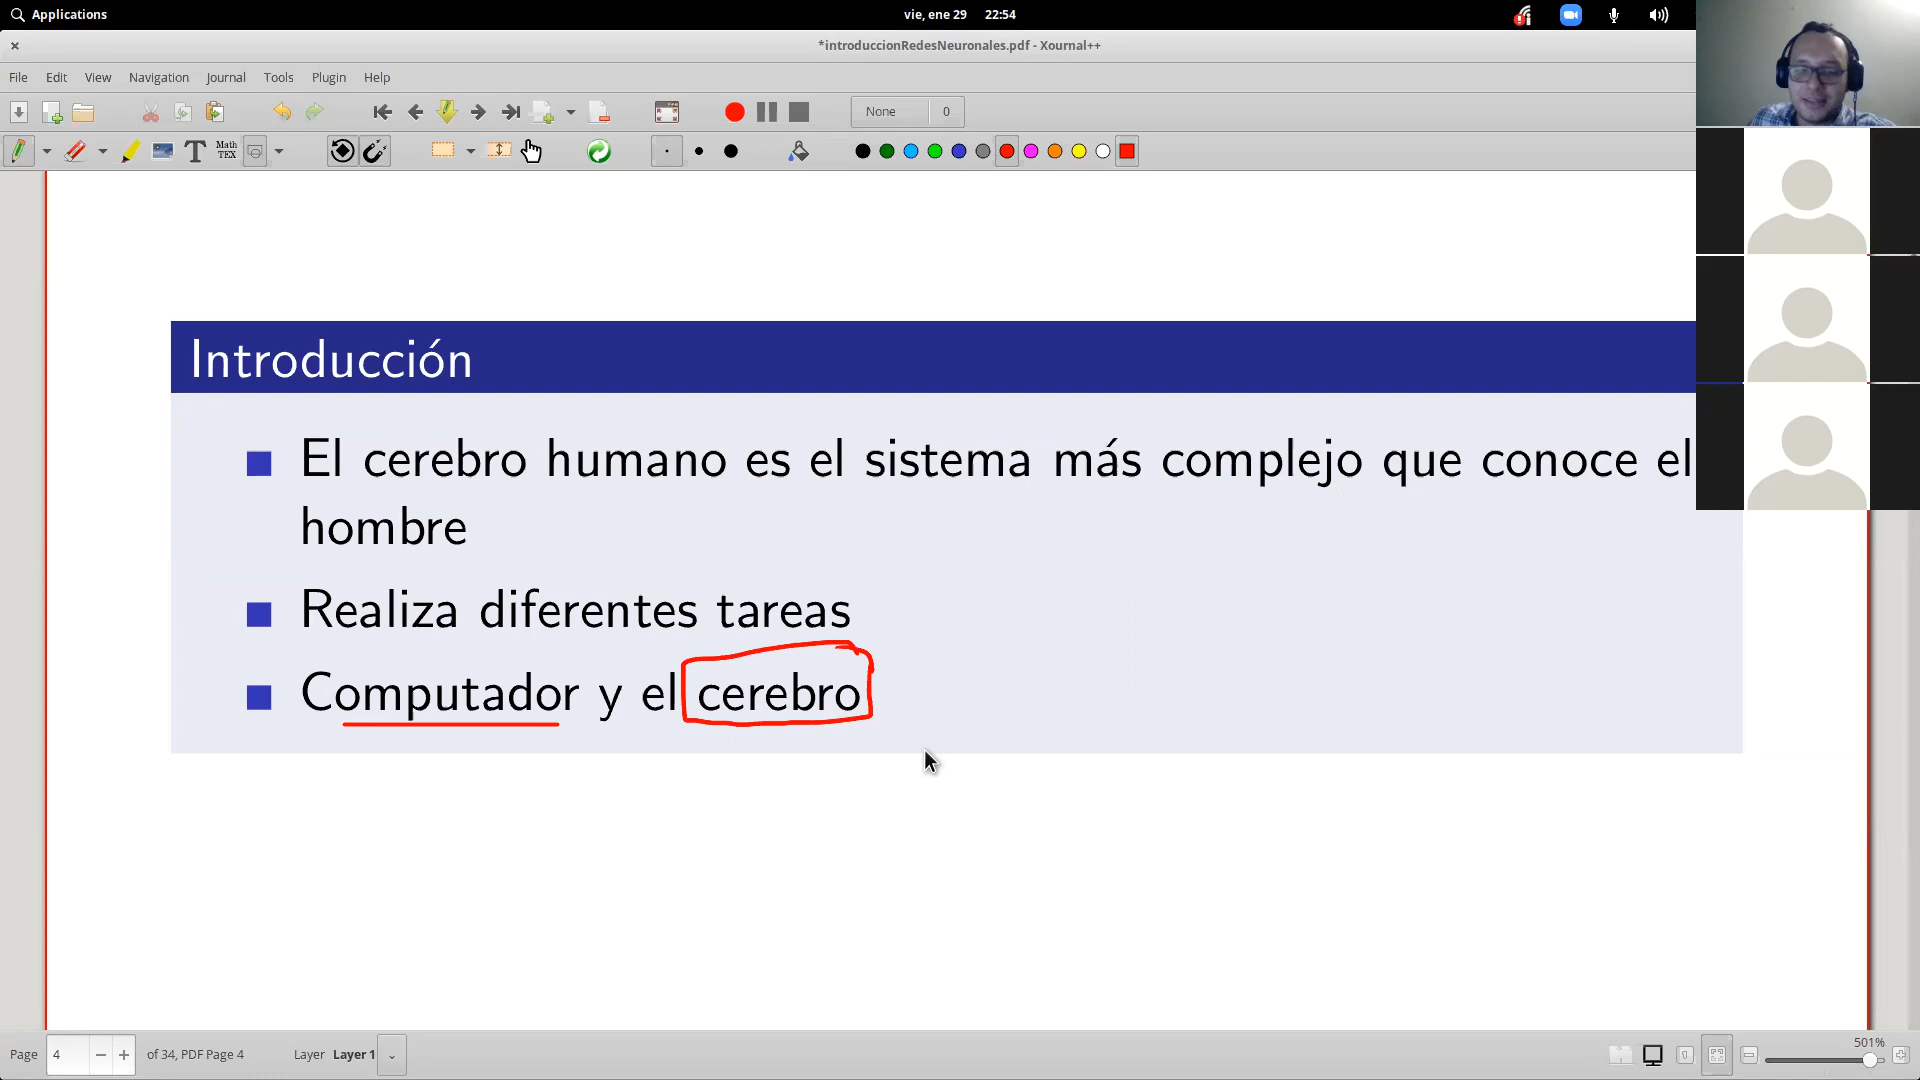 Applications
vie, ene 29 22:54
*introduccionRedesNeuronales.pdf - Xournal++
File Edit View Navigation Journal Tools Plugin Help
None 0
T Math TEX
Introducción
El cerebro humano es el sistema más complejo que conoce el
hombre
Realiza diferentes tareas
Computador y el cerebro
Page 4 of 34, PDF Page 4 Layer Layer 1
501%